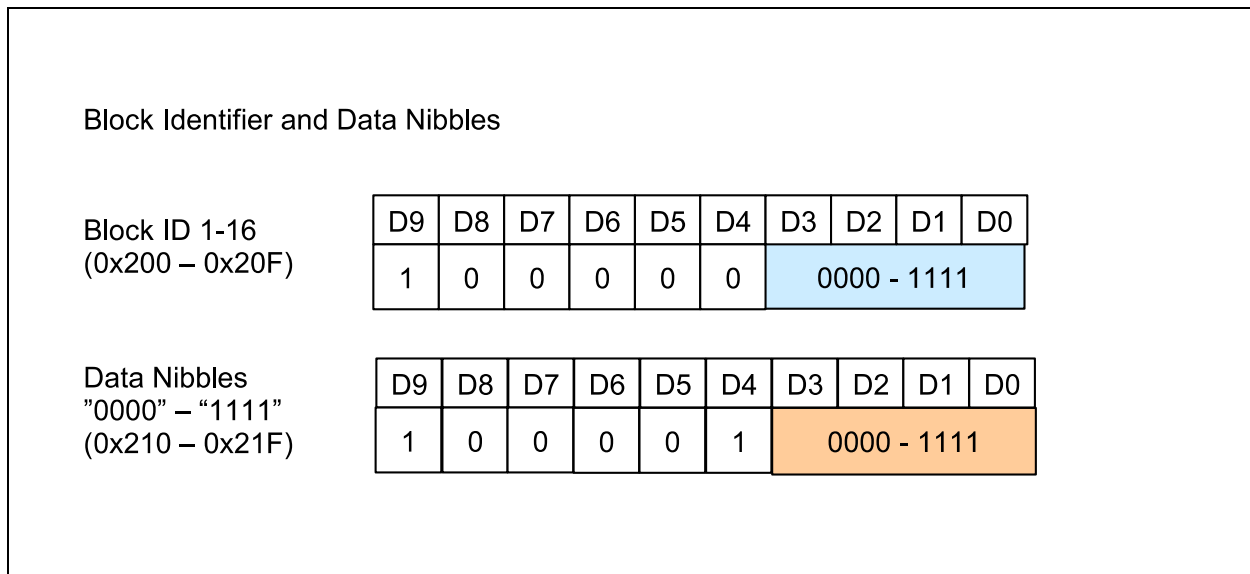 Block Identifier and Data Nibbles
Block ID 1-16
(0x200 – 0x20F)
D9 D8 D7 D6 D5 D4 D3 D2 D1 D0
1 0 0 0 0 0 0000 - 1111
Data Nibbles
”0000” – “1111”
(0x210 – 0x21F)
D9 D8 D7 D6 D5 D4 D3 D2 D1 D0
1 0 0 0 0 1 0000 - 1111